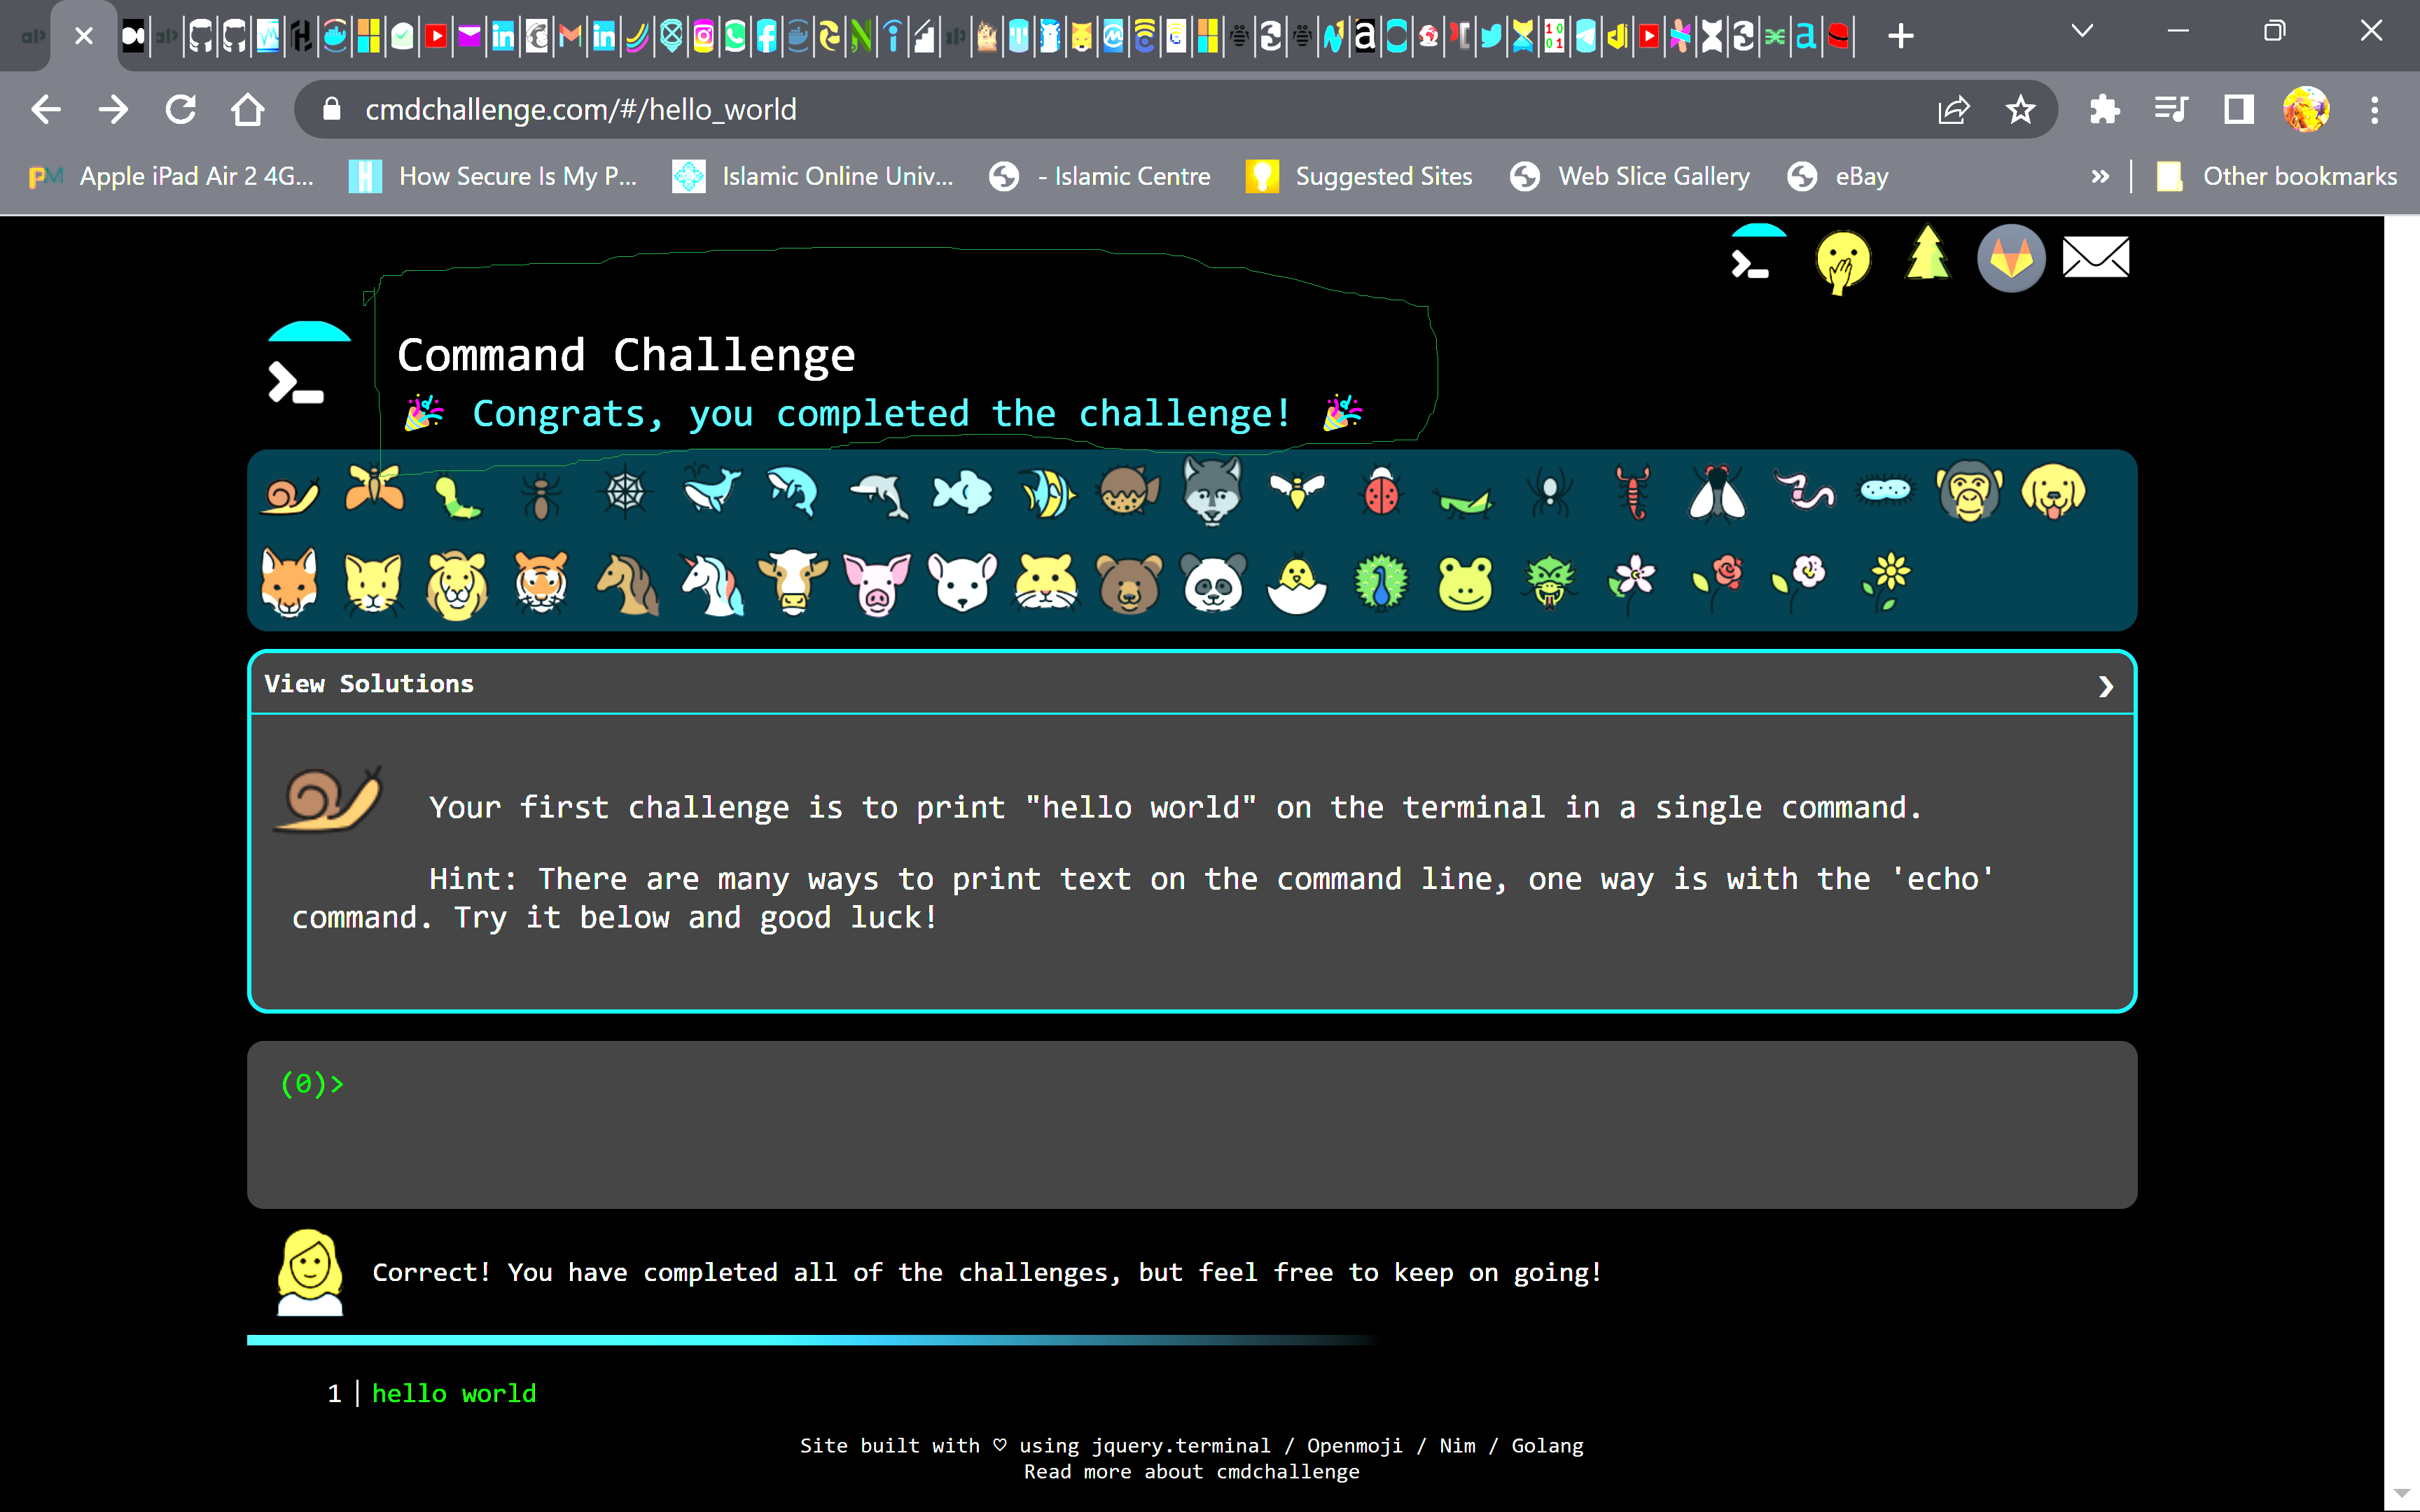 cmdchallenge.com/#/hello_world
Apple iPad Air 2 4G... How Secure Is My P... Islamic Online Univ... - Islamic Centre Suggested Sites Web Slice Gallery eBay » Other bookmarks
Command Challenge
Congrats, you completed the challenge!
View Solutions
Your first challenge is to print "hello world" on the terminal in a single command.
Hint: There are many ways to print text on the command line, one way is with the 'echo'
command. Try it below and good luck!
(0)>
Correct! You have completed all of the challenges, but feel free to keep on going!
1 hello world
Site built with ♡ using jquery.terminal / Openmoji / Nim / Golang
Read more about cmdchallenge